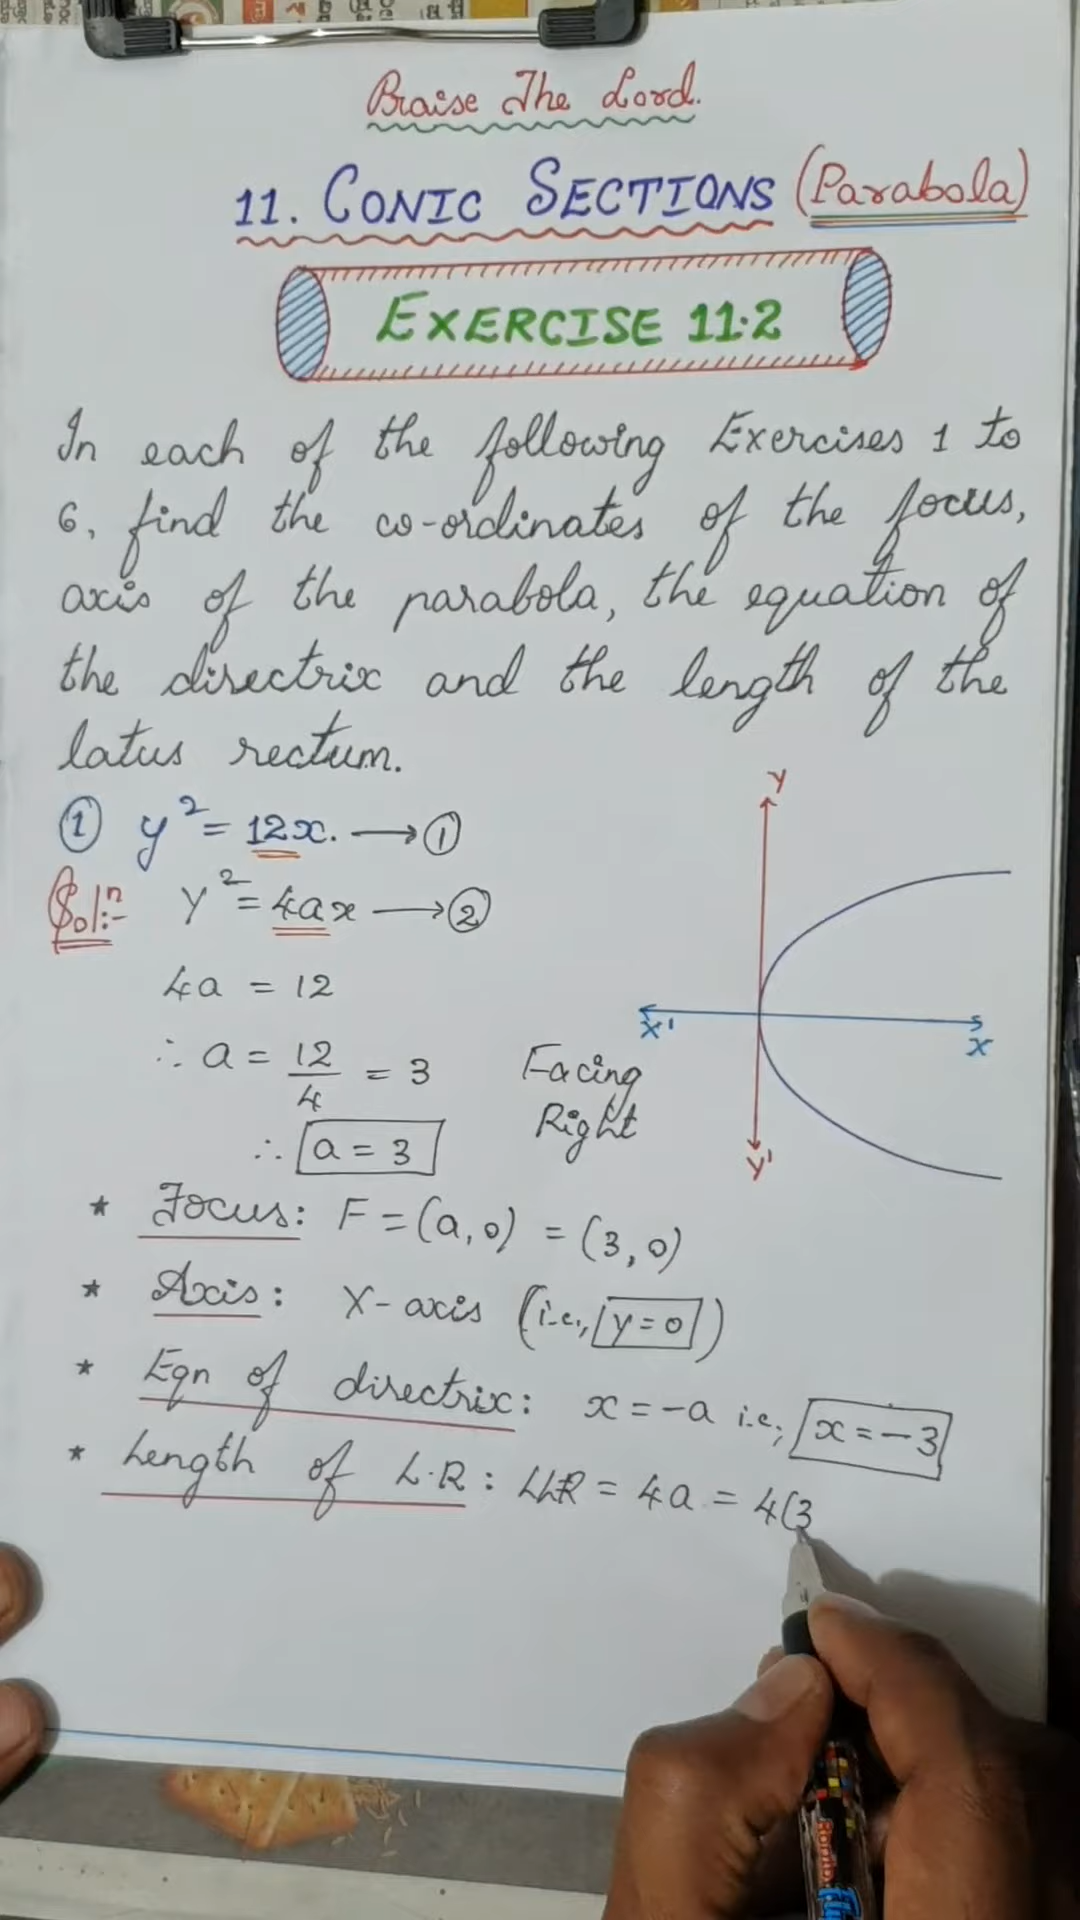 Praise The Lord.
11. CONIC SECTIONS (Parabola)
EXERCISE 11.2
In each of the following Exercises 1 to
6, find the co-ordinates of the focus,
axis of the parabola, the equation of
the directrix and the length of the
latus rectum.
① y² = 12x. ⟶ ①
Solⁿ:- Y² = 4ax ⟶ ②
4a = 12
∴ a = 12/4 = 3
∴ a = 3
Facing
Right
Y
X'
X
Y'
* Focus: F = (a, 0) = (3, 0)
* Axis: X-axis (i.e., y = 0)
* Eqn of directrix: x = -a i.e; x = -3
* Length of L.R: LLR = 4a = 4(3